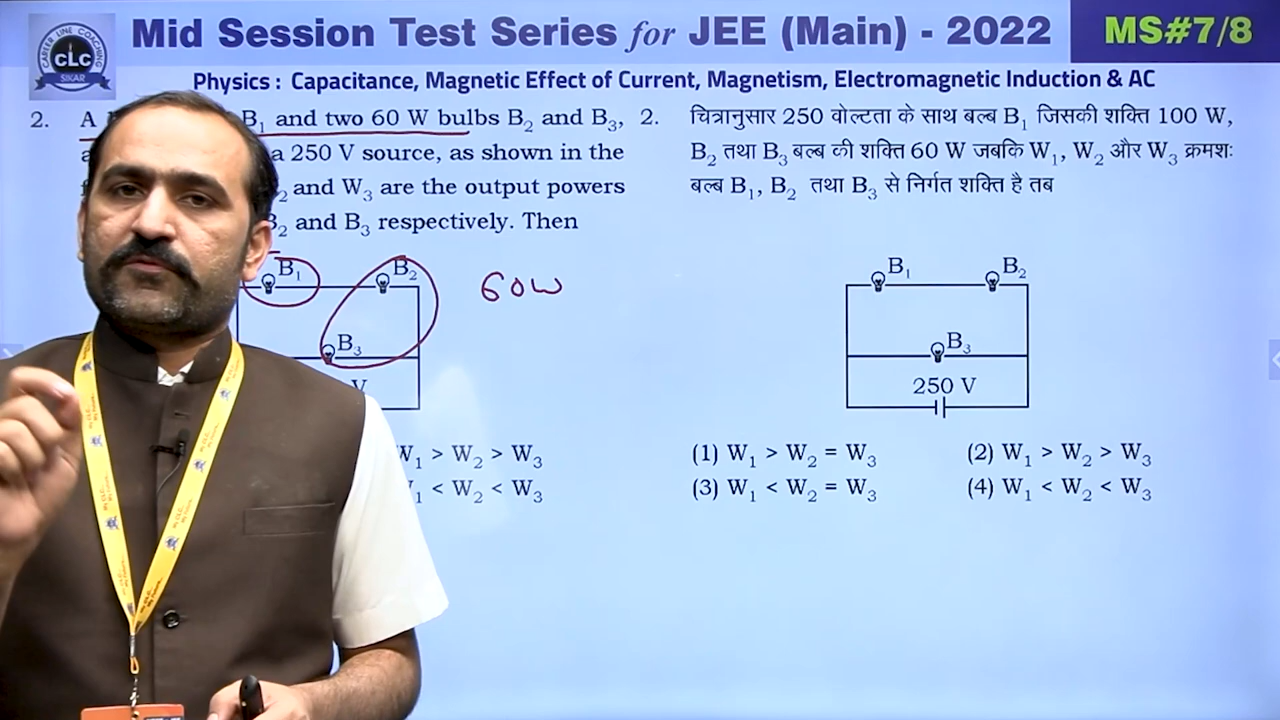 CAREER LINE COACHING
CLC
SIKAR
Mid Session Test Series for JEE (Main) - 2022
MS#7/8
Physics : Capacitance, Magnetic Effect of Current, Magnetism, Electromagnetic Induction & AC
2. A B₁ and two 60 W bulbs B₂ and B₃,
a 250 V source, as shown in the
₂ and W₃ are the output powers
B₂ and B₃ respectively. Then
B₁ B₂
60W
B₃
V
W₁ > W₂ > W₃
₁ < W₂ < W₃
2. चित्रानुसार 250 वोल्टता के साथ बल्ब B₁ जिसकी शक्ति 100 W,
B₂ तथा B₃ बल्ब की शक्ति 60 W जबकि W₁, W₂ और W₃ क्रमशः
बल्ब B₁, B₂ तथा B₃ से निर्गत शक्ति है तब
B₁ B₂
B₃
250 V
(1) W₁ > W₂ = W₃ (2) W₁ > W₂ > W₃
(3) W₁ < W₂ = W₃ (4) W₁ < W₂ < W₃